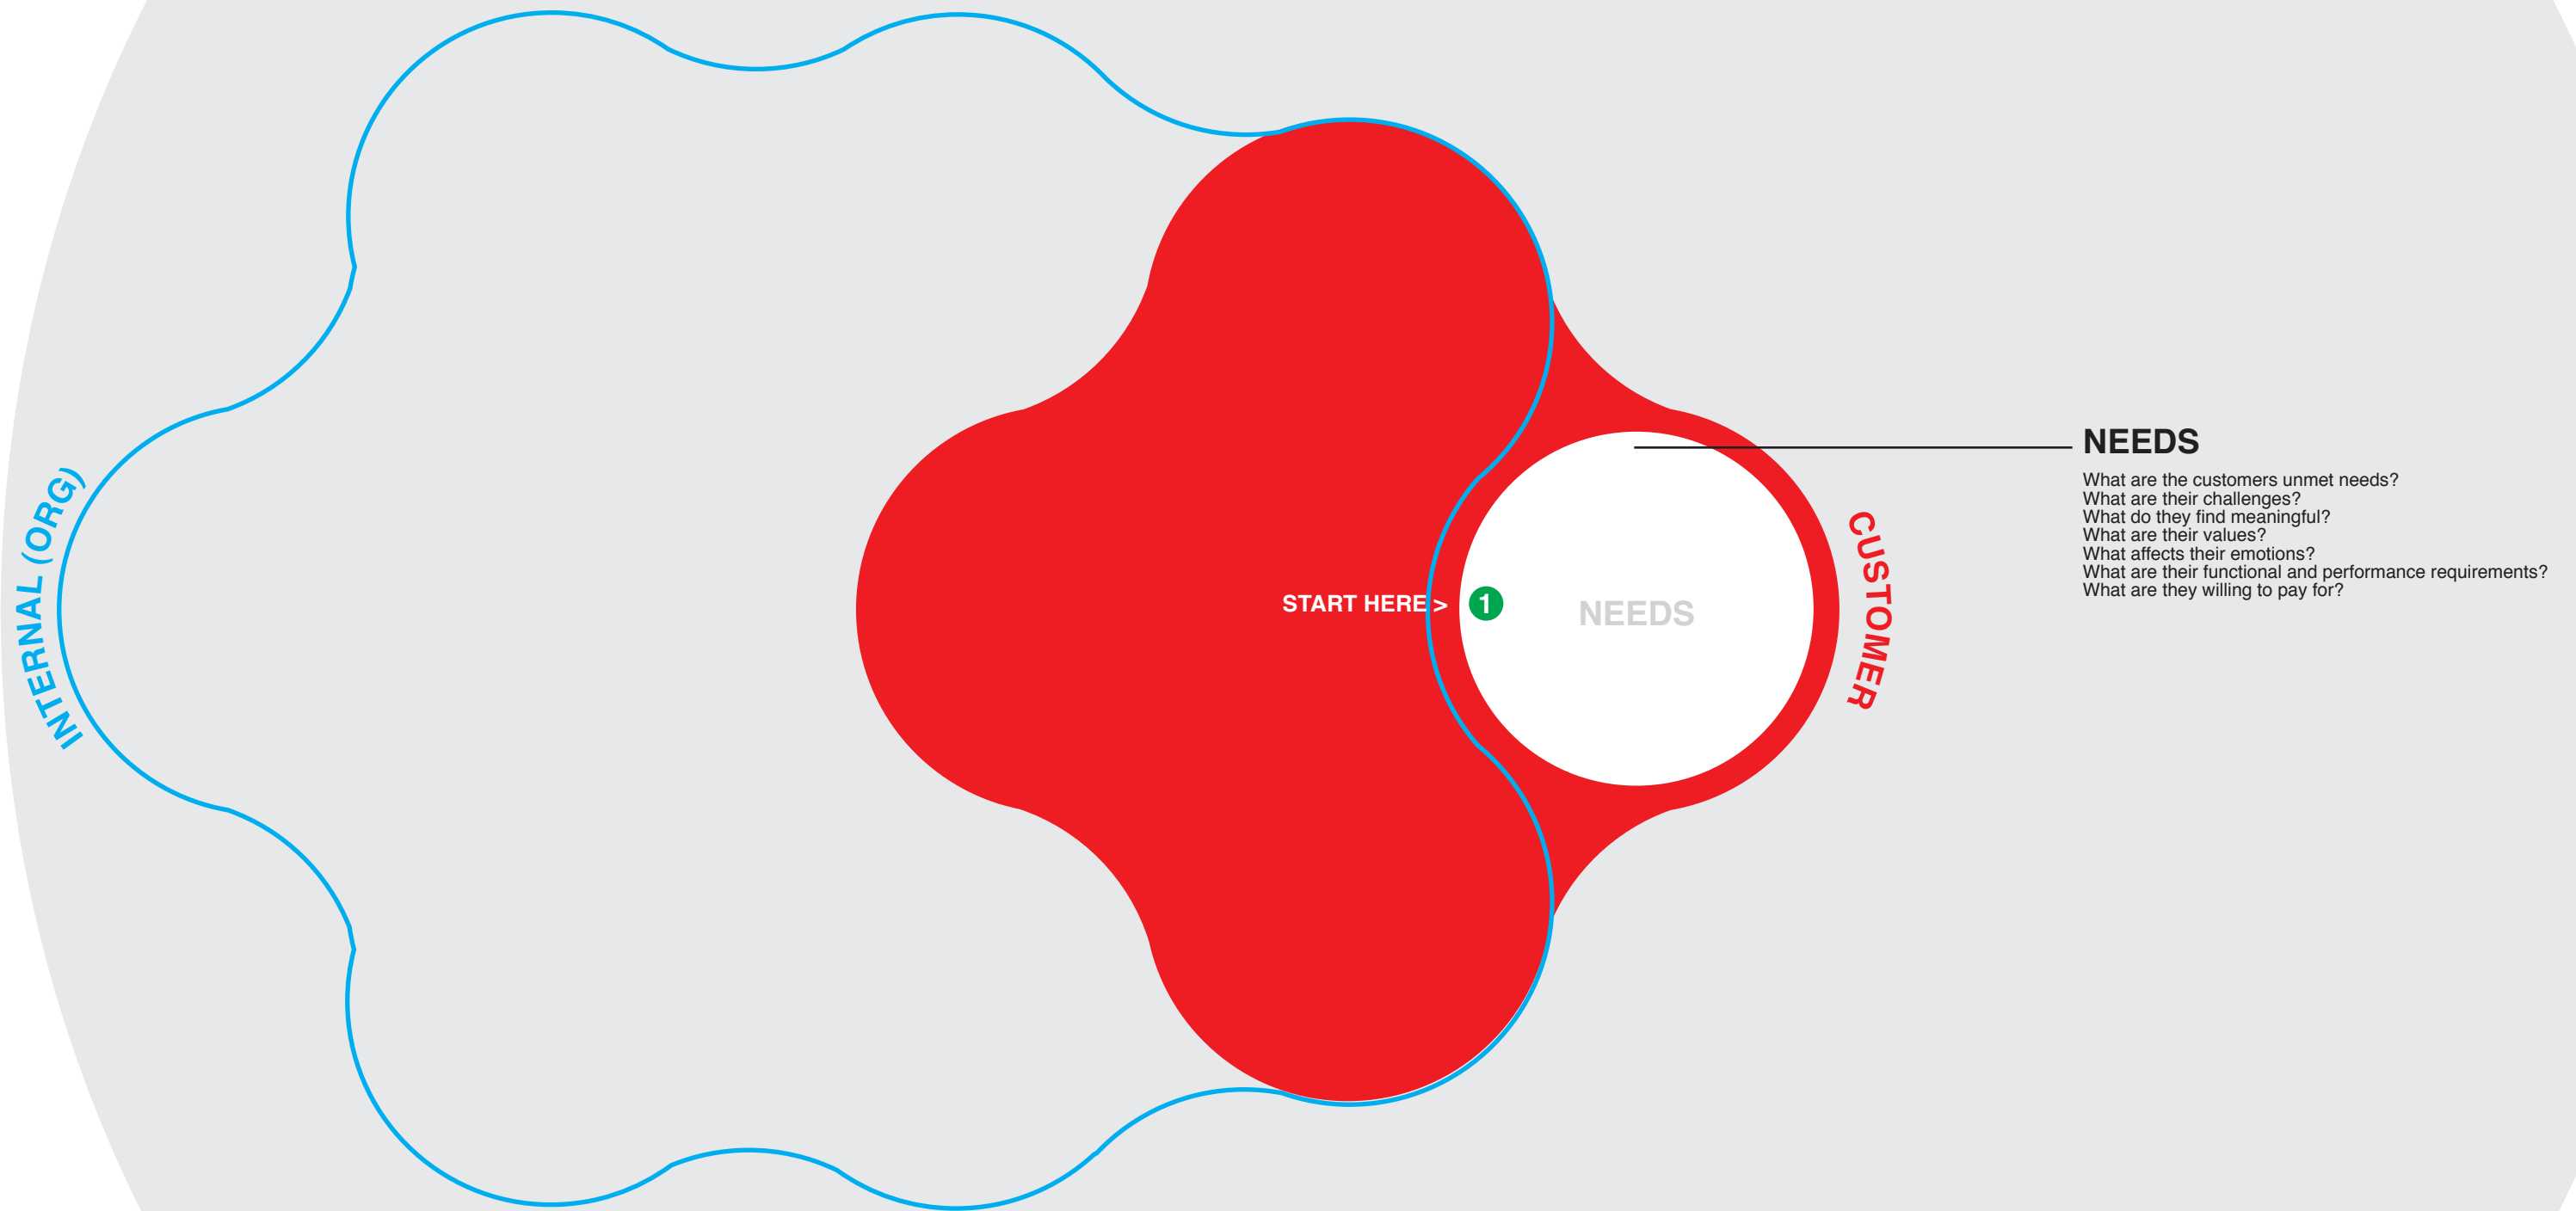 INTERNAL (ORG)
START HERE >
1
NEEDS
CUSTOMER
NEEDS
What are the customers unmet needs?
What are their challenges?
What do they find meaningful?
What are their values?
What affects their emotions?
What are their functional and performance requirements?
What are they willing to pay for?